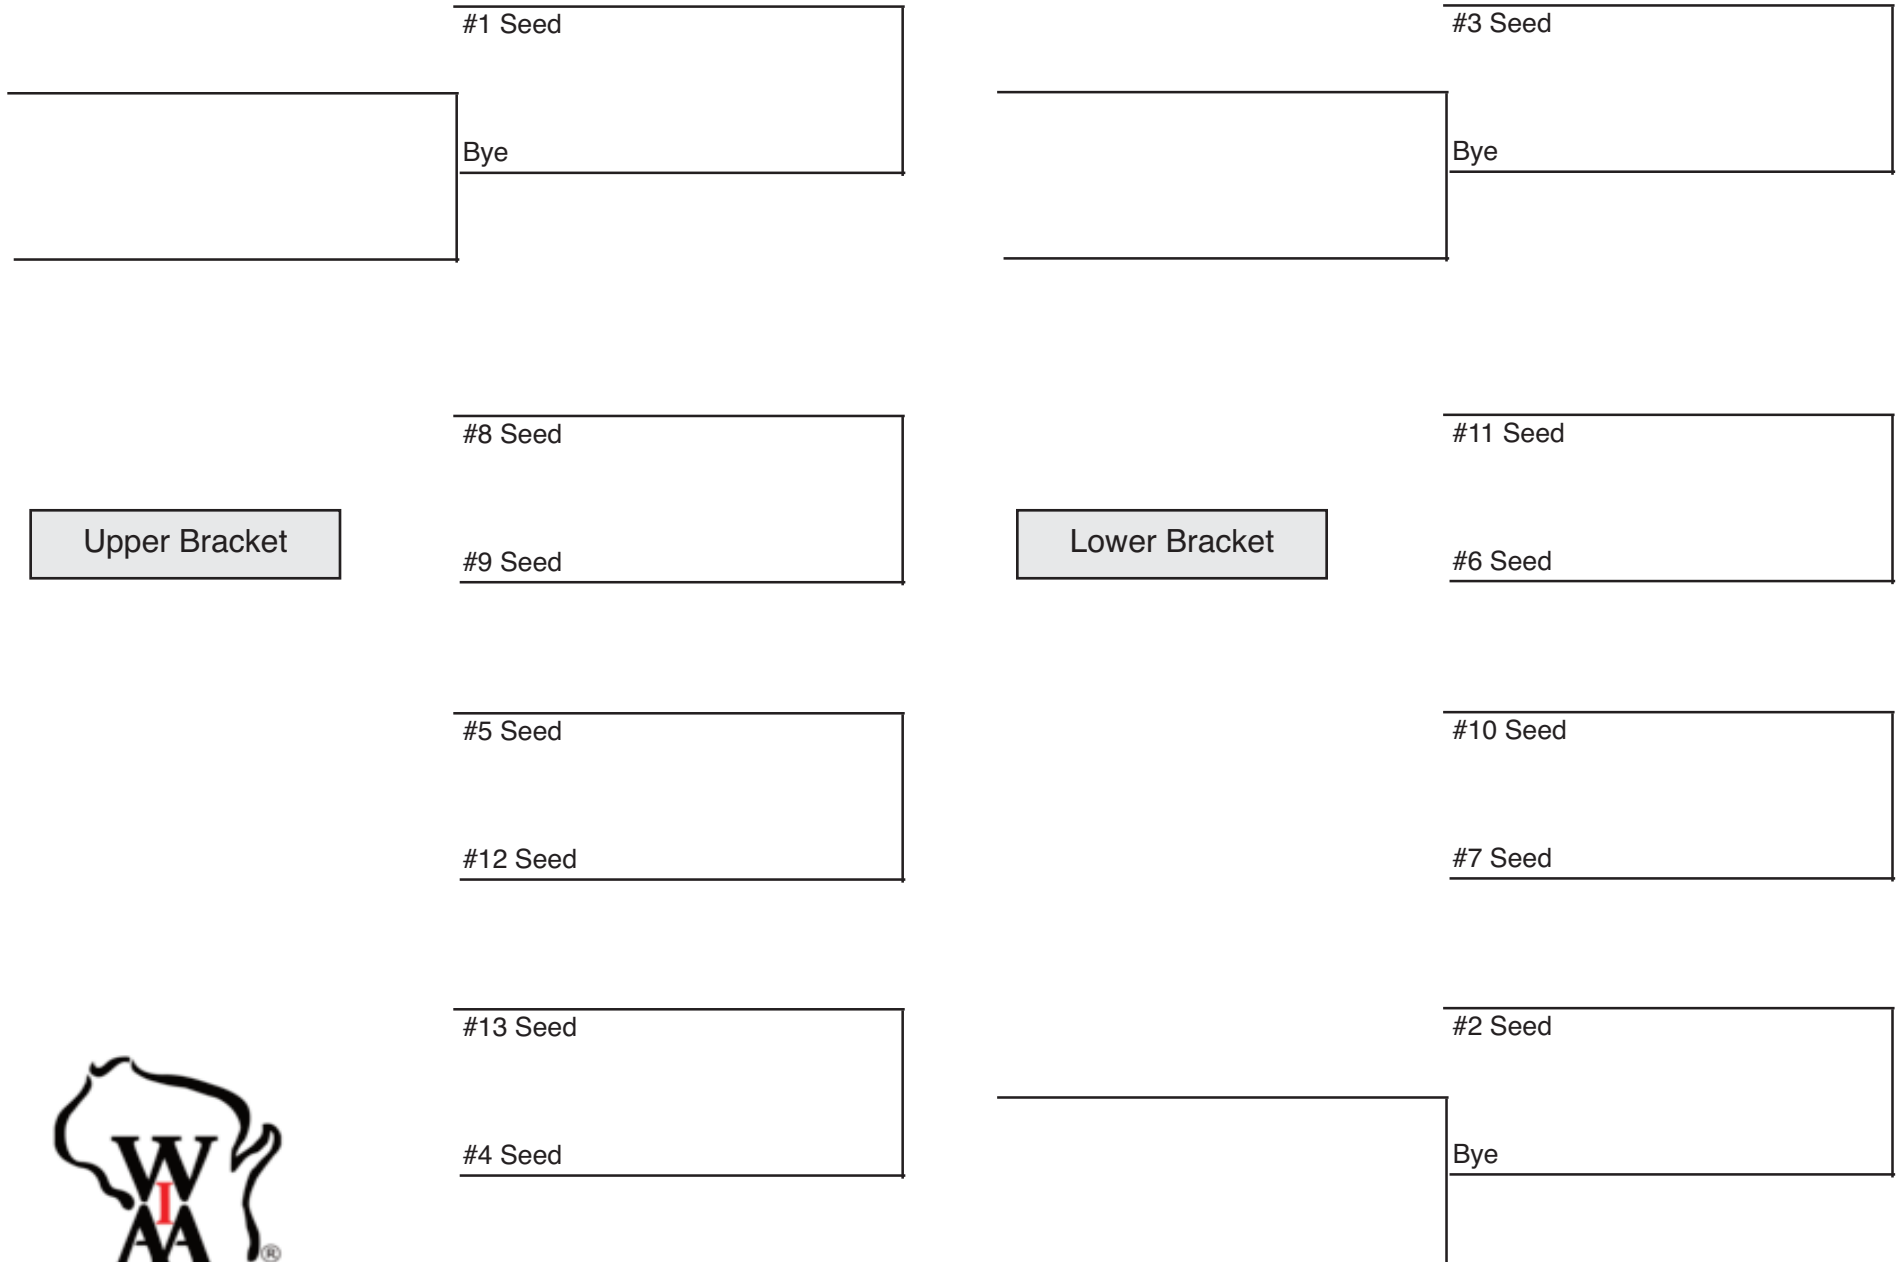 #1 Seed
Bye
#8 Seed
Upper Bracket
#9 Seed
#5 Seed
#12 Seed
#13 Seed
#4 Seed
W
I
AA
®
#3 Seed
Bye
#11 Seed
Lower Bracket
#6 Seed
#10 Seed
#7 Seed
#2 Seed
Bye